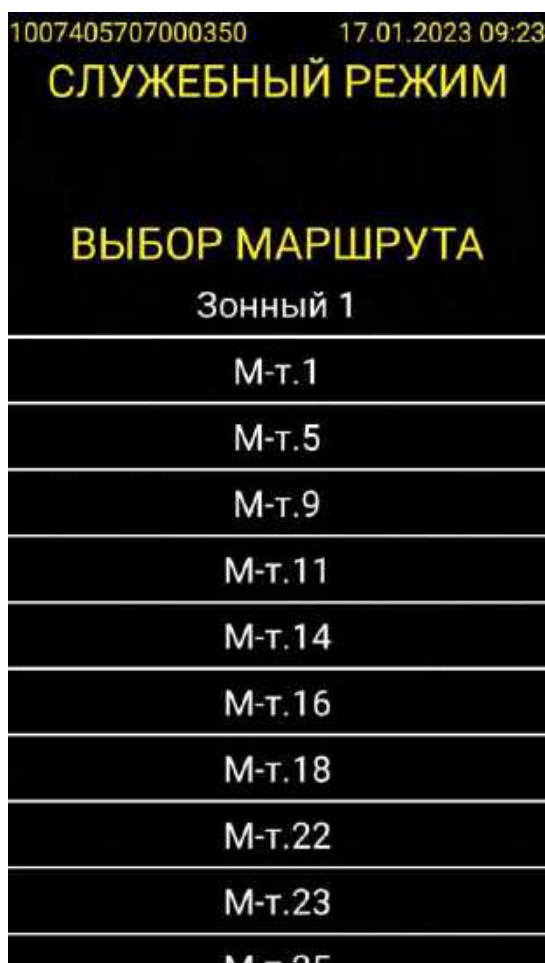 1007405707000350 17.01.2023 09:23
СЛУЖЕБНЫЙ РЕЖИМ
ВЫБОР МАРШРУТА
Зонный 1
М-т.1
М-т.5
М-т.9
М-т.11
М-т.14
М-т.16
М-т.18
М-т.22
М-т.23